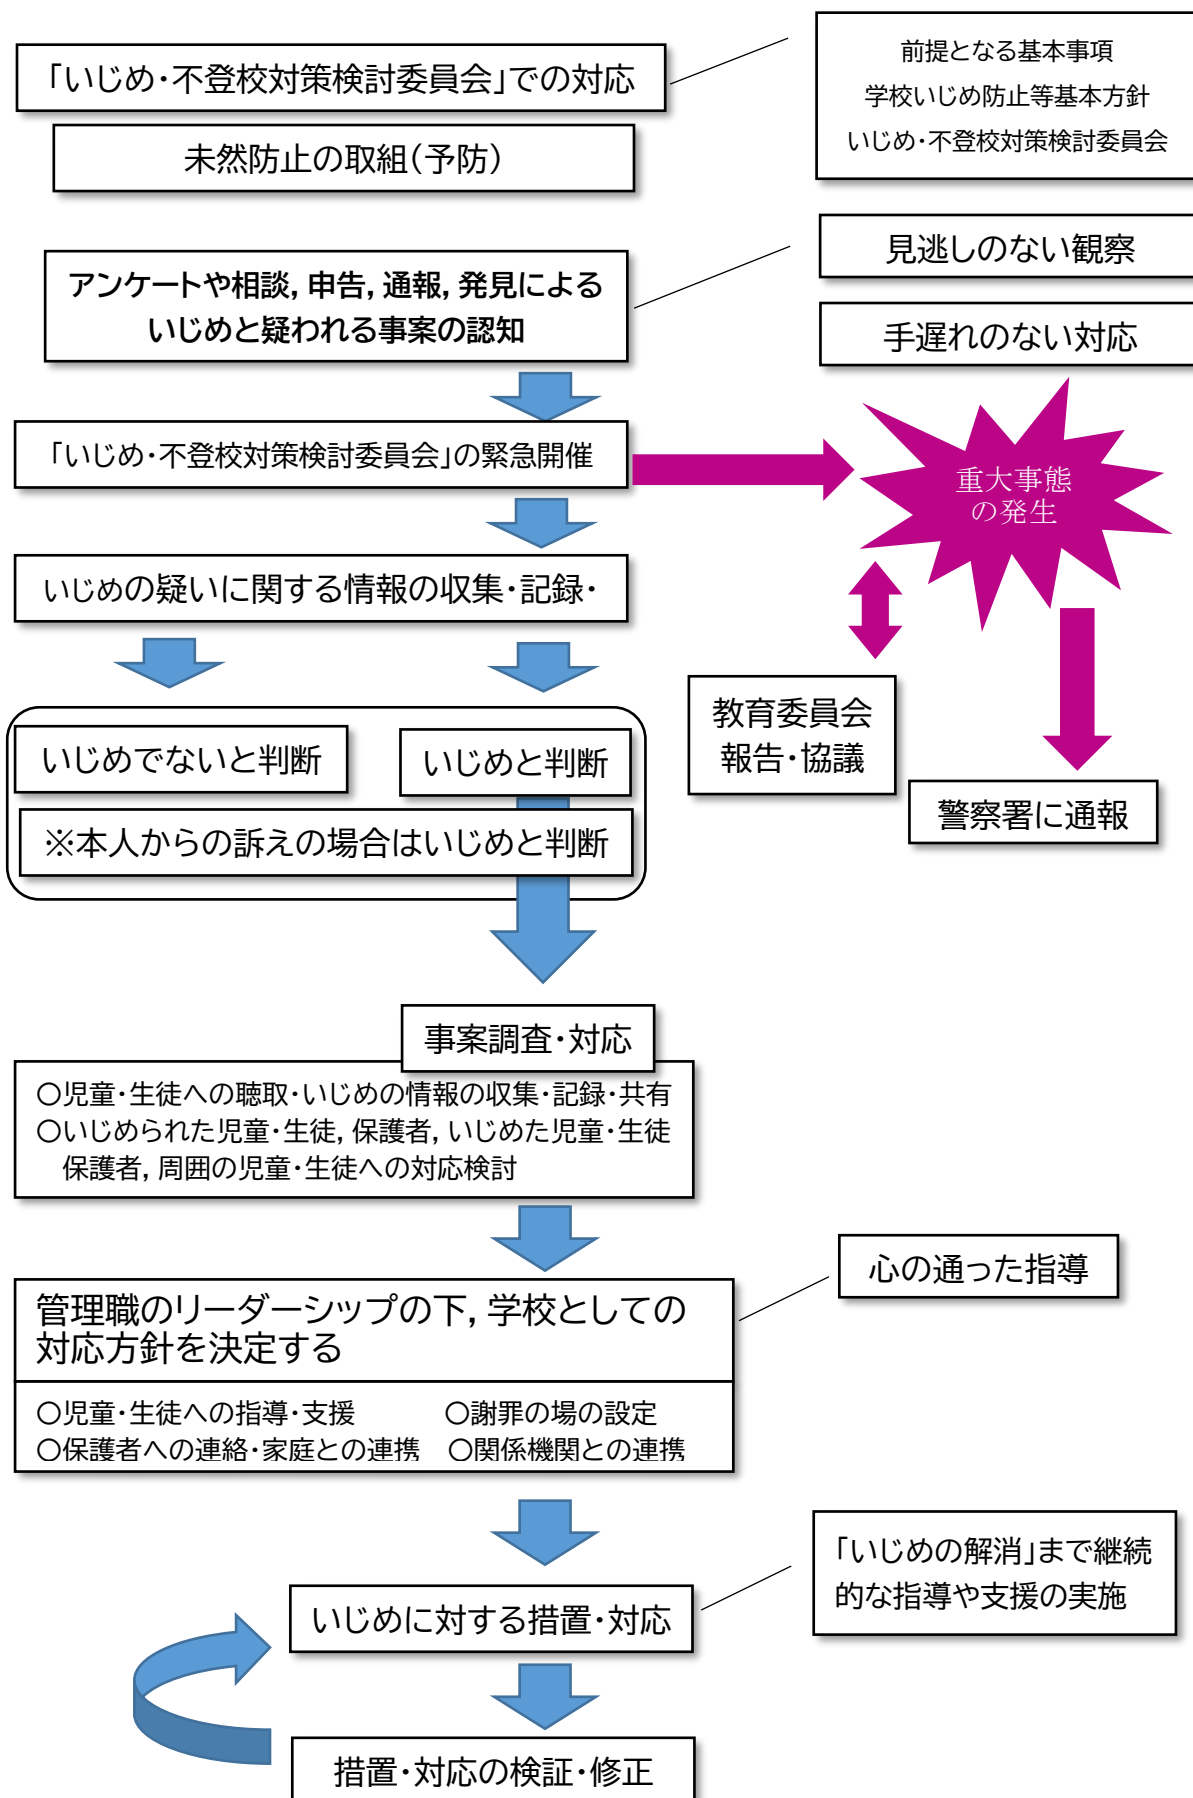 「いじめ・不登校対策検討委員会」での対応
未然防止の取組(予防)
前提となる基本事項
学校いじめ防止等基本方針
いじめ・不登校対策検討委員会
見逃しのない観察
アンケートや相談,申告,通報,発見による
いじめと疑われる事案の認知
手遅れのない対応
「いじめ・不登校対策検討委員会」の緊急開催
重大事態
の発生
いじめの疑いに関する情報の収集・記録・
教育委員会
報告・協議
いじめでないと判断
いじめと判断
警察署に通報
※本人からの訴えの場合はいじめと判断
事案調査・対応
○児童・生徒への聴取・いじめの情報の収集・記録・共有
○いじめられた児童・生徒,保護者,いじめた児童・生徒
保護者,周囲の児童・生徒への対応検討
心の通った指導
管理職のリーダーシップの下,学校としての
対応方針を決定する
○児童・生徒への指導・支援 ○謝罪の場の設定
○保護者への連絡・家庭との連携 ○関係機関との連携
「いじめの解消」まで継続
的な指導や支援の実施
いじめに対する措置・対応
措置・対応の検証・修正